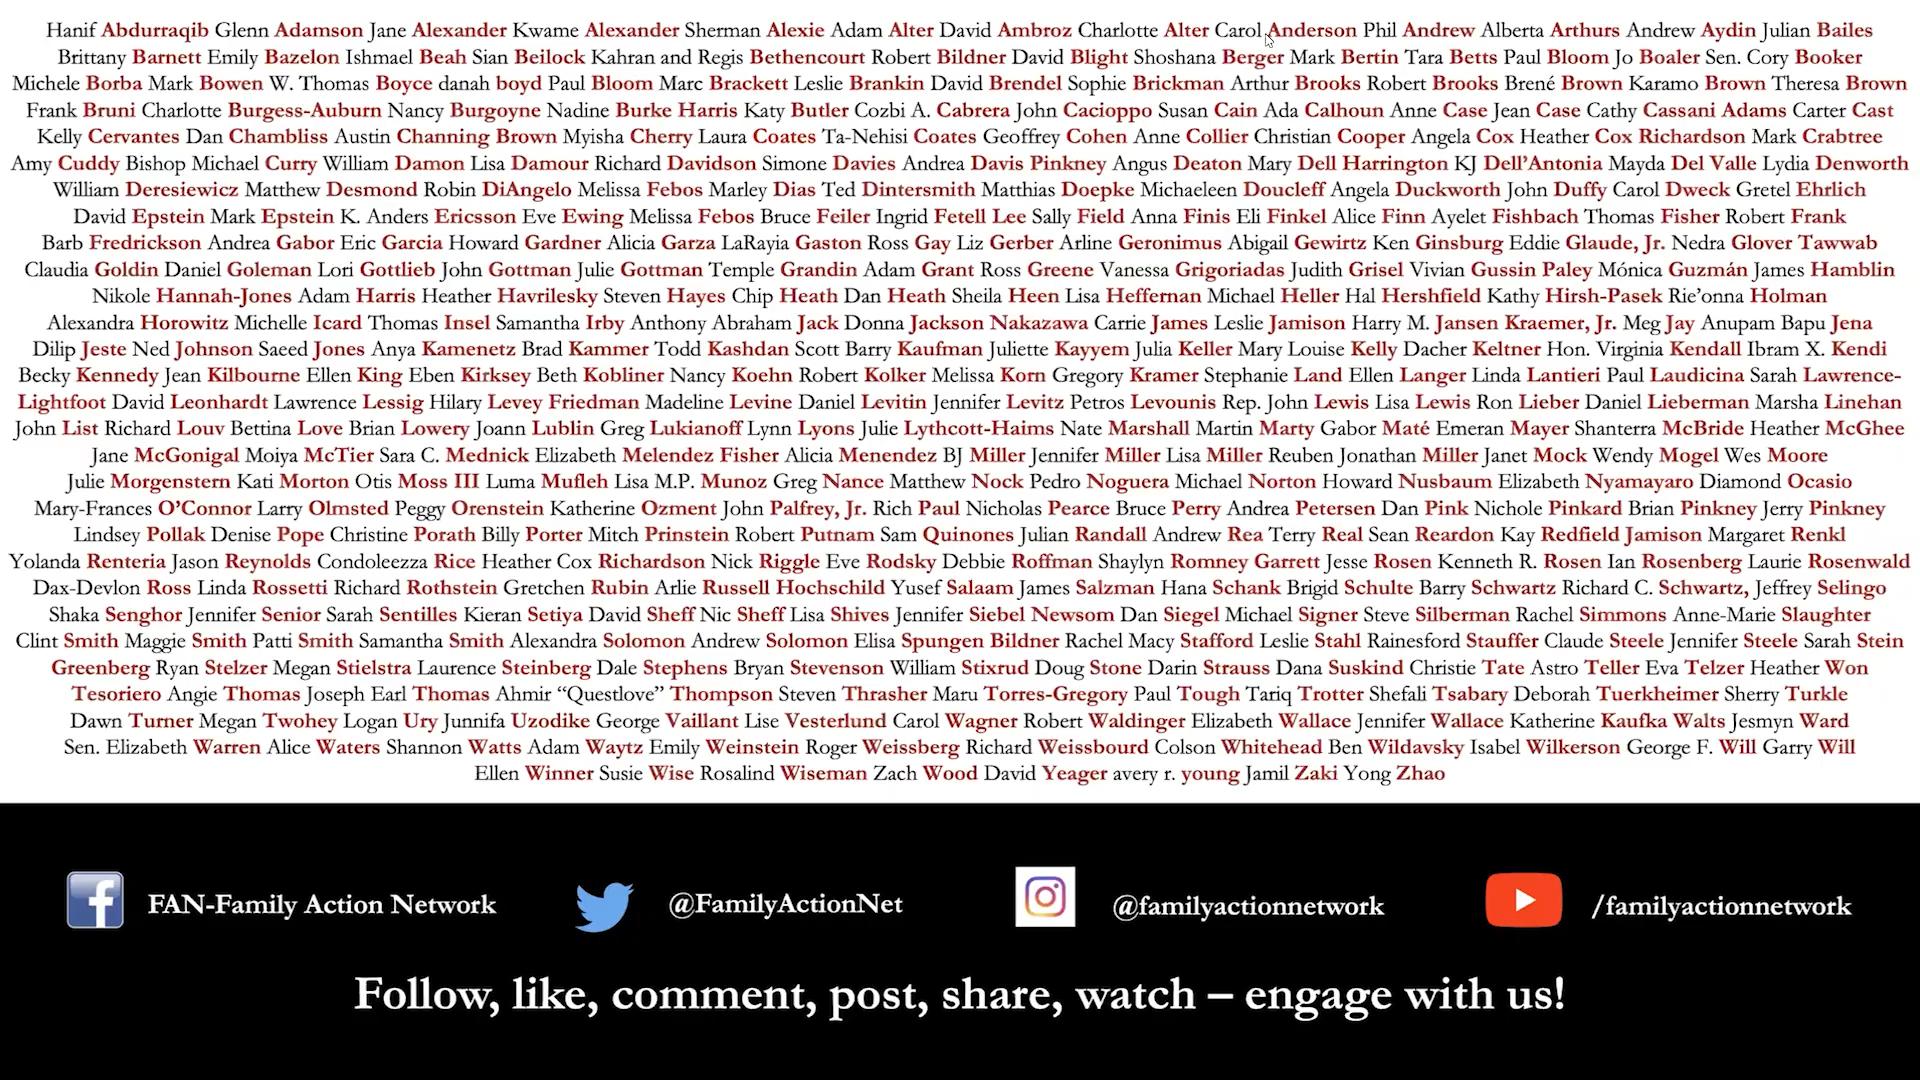 Hanif Abdurraqib Glenn Adamson Jane Alexander Kwame Alexander Sherman Alexie Adam Alter David Ambroz Charlotte Alter Carol Anderson Phil Andrew Alberta Arthurs Andrew Aydin Julian Bailes
Brittany Barnett Emily Bazelon Ishmael Beah Sian Beilock Kahran and Regis Bethencourt Robert Bildner David Blight Shoshana Berger Mark Bertin Tara Betts Paul Bloom Jo Boaler Sen. Cory Booker
Michele Borba Mark Bowen W. Thomas Boyce danah boyd Paul Bloom Marc Brackett Leslie Brankin David Brendel Sophie Brickman Arthur Brooks Robert Brooks Brené Brown Karamo Brown Theresa Brown
Frank Bruni Charlotte Burgess-Auburn Nancy Burgoyne Nadine Burke Harris Katy Butler Cozbi A. Cabrera John Cacioppo Susan Cain Ada Calhoun Anne Case Jean Case Cathy Cassani Adams Carter Cast
Kelly Cervantes Dan Chambliss Austin Channing Brown Myisha Cherry Laura Coates Ta-Nehisi Coates Geoffrey Cohen Anne Collier Christian Cooper Angela Cox Heather Cox Richardson Mark Crabtree
Amy Cuddy Bishop Michael Curry William Damon Lisa Damour Richard Davidson Simone Davies Andrea Davis Pinkney Angus Deaton Mary Dell Harrington KJ Dell'Antonia Mayda Del Valle Lydia Denworth
William Deresiewicz Matthew Desmond Robin DiAngelo Melissa Febos Marley Dias Ted Dintersmith Matthias Doepke Michaeleen Doucleff Angela Duckworth John Duffy Carol Dweck Gretel Ehrlich
David Epstein Mark Epstein K. Anders Ericsson Eve Ewing Melissa Febos Bruce Feiler Ingrid Fetell Lee Sally Field Anna Finis Eli Finkel Alice Finn Ayelet Fishbach Thomas Fisher Robert Frank
Barb Fredrickson Andrea Gabor Eric Garcia Howard Gardner Alicia Garza LaRayia Gaston Ross Gay Liz Gerber Arline Geronimus Abigail Gewirtz Ken Ginsburg Eddie Glaude, Jr. Nedra Glover Tawwab
Claudia Goldin Daniel Goleman Lori Gottlieb John Gottman Julie Gottman Temple Grandin Adam Grant Ross Greene Vanessa Grigoriadas Judith Grisel Vivian Gussin Paley Mónica Guzmán James Hamblin
Nikole Hannah-Jones Adam Harris Heather Havrilesky Steven Hayes Chip Heath Dan Heath Sheila Heen Lisa Heffernan Michael Heller Hal Hershfield Kathy Hirsh-Pasek Rie'onna Holman
Alexandra Horowitz Michelle Icard Thomas Insel Samantha Irby Anthony Abraham Jack Donna Jackson Nakazawa Carrie James Leslie Jamison Harry M. Jansen Kraemer, Jr. Meg Jay Anupam Bapu Jena
Dilip Jeste Ned Johnson Saeed Jones Anya Kamenetz Brad Kammer Todd Kashdan Scott Barry Kaufman Juliette Kayyem Julia Keller Mary Louise Kelly Dacher Keltner Hon. Virginia Kendall Ibram X. Kendi
Becky Kennedy Jean Kilbourne Ellen King Eben Kirksey Beth Kobliner Nancy Koehn Robert Kolker Melissa Korn Gregory Kramer Stephanie Land Ellen Langer Linda Lantieri Paul Laudicina Sarah Lawrence-
Lightfoot David Leonhardt Lawrence Lessig Hilary Levey Friedman Madeline Levine Daniel Levitin Jennifer Levitz Petros Levounis Rep. John Lewis Lisa Lewis Ron Lieber Daniel Lieberman Marsha Linehan
John List Richard Louv Bettina Love Brian Lowery Joann Lublin Greg Lukianoff Lynn Lyons Julie Lythcott-Haims Nate Marshall Martin Marty Gabor Maté Emeran Mayer Shanterra McBride Heather McGhee
Jane McGonigal Moiya McTier Sara C. Mednick Elizabeth Melendez Fisher Alicia Menendez BJ Miller Jennifer Miller Lisa Miller Reuben Jonathan Miller Janet Mock Wendy Mogel Wes Moore
Julie Morgenstern Kati Morton Otis Moss III Luma Mufleh Lisa M.P. Munoz Greg Nance Matthew Nock Pedro Noguera Michael Norton Howard Nusbaum Elizabeth Nyamayaro Diamond Ocasio
Mary-Frances O'Connor Larry Olmsted Peggy Orenstein Katherine Ozment John Palfrey, Jr. Rich Paul Nicholas Pearce Bruce Perry Andrea Petersen Dan Pink Nichole Pinkard Brian Pinkney Jerry Pinkney
Lindsey Pollak Denise Pope Christine Porath Billy Porter Mitch Prinstein Robert Putnam Sam Quinones Julian Randall Andrew Rea Terry Real Sean Reardon Kay Redfield Jamison Margaret Renkl
Yolanda Renteria Jason Reynolds Condoleezza Rice Heather Cox Richardson Nick Riggle Eve Rodsky Debbie Roffman Shaylyn Romney Garrett Jesse Rosen Kenneth R. Rosen Ian Rosenberg Laurie Rosenwald
Dax-Devlon Ross Linda Rossetti Richard Rothstein Gretchen Rubin Arlie Russell Hochschild Yusef Salaam James Salzman Hana Schank Brigid Schulte Barry Schwartz Richard C. Schwartz, Jeffrey Selingo
Shaka Senghor Jennifer Senior Sarah Sentilles Kieran Setiya David Sheff Nic Sheff Lisa Shives Jennifer Siebel Newsom Dan Siegel Michael Signer Steve Silberman Rachel Simmons Anne-Marie Slaughter
Clint Smith Maggie Smith Patti Smith Samantha Smith Alexandra Solomon Andrew Solomon Elisa Spungen Bildner Rachel Macy Stafford Leslie Stahl Rainesford Stauffer Claude Steele Jennifer Steele Sarah Stein
Greenberg Ryan Stelzer Megan Stielstra Laurence Steinberg Dale Stephens Bryan Stevenson William Stixrud Doug Stone Darin Strauss Dana Suskind Christie Tate Astro Teller Eva Telzer Heather Won
Tesoriero Angie Thomas Joseph Earl Thomas Ahmir “Questlove” Thompson Steven Thrasher Maru Torres-Gregory Paul Tough Tariq Trotter Shefali Tsabary Deborah Tuerkheimer Sherry Turkle
Dawn Turner Megan Twohey Logan Ury Junnifa Uzodike George Vaillant Lise Vesterlund Carol Wagner Robert Waldinger Elizabeth Wallace Jennifer Wallace Katherine Kaufka Walts Jesmyn Ward
Sen. Elizabeth Warren Alice Waters Shannon Watts Adam Waytz Emily Weinstein Roger Weissberg Richard Weissbourd Colson Whitehead Ben Wildavsky Isabel Wilkerson George F. Will Garry Will
Ellen Winner Susie Wise Rosalind Wiseman Zach Wood David Yeager avery r. young Jamil Zaki Yong Zhao
FAN-Family Action Network @FamilyActionNet @familyactionnetwork /familyactionnetwork
Follow, like, comment, post, share, watch – engage with us!